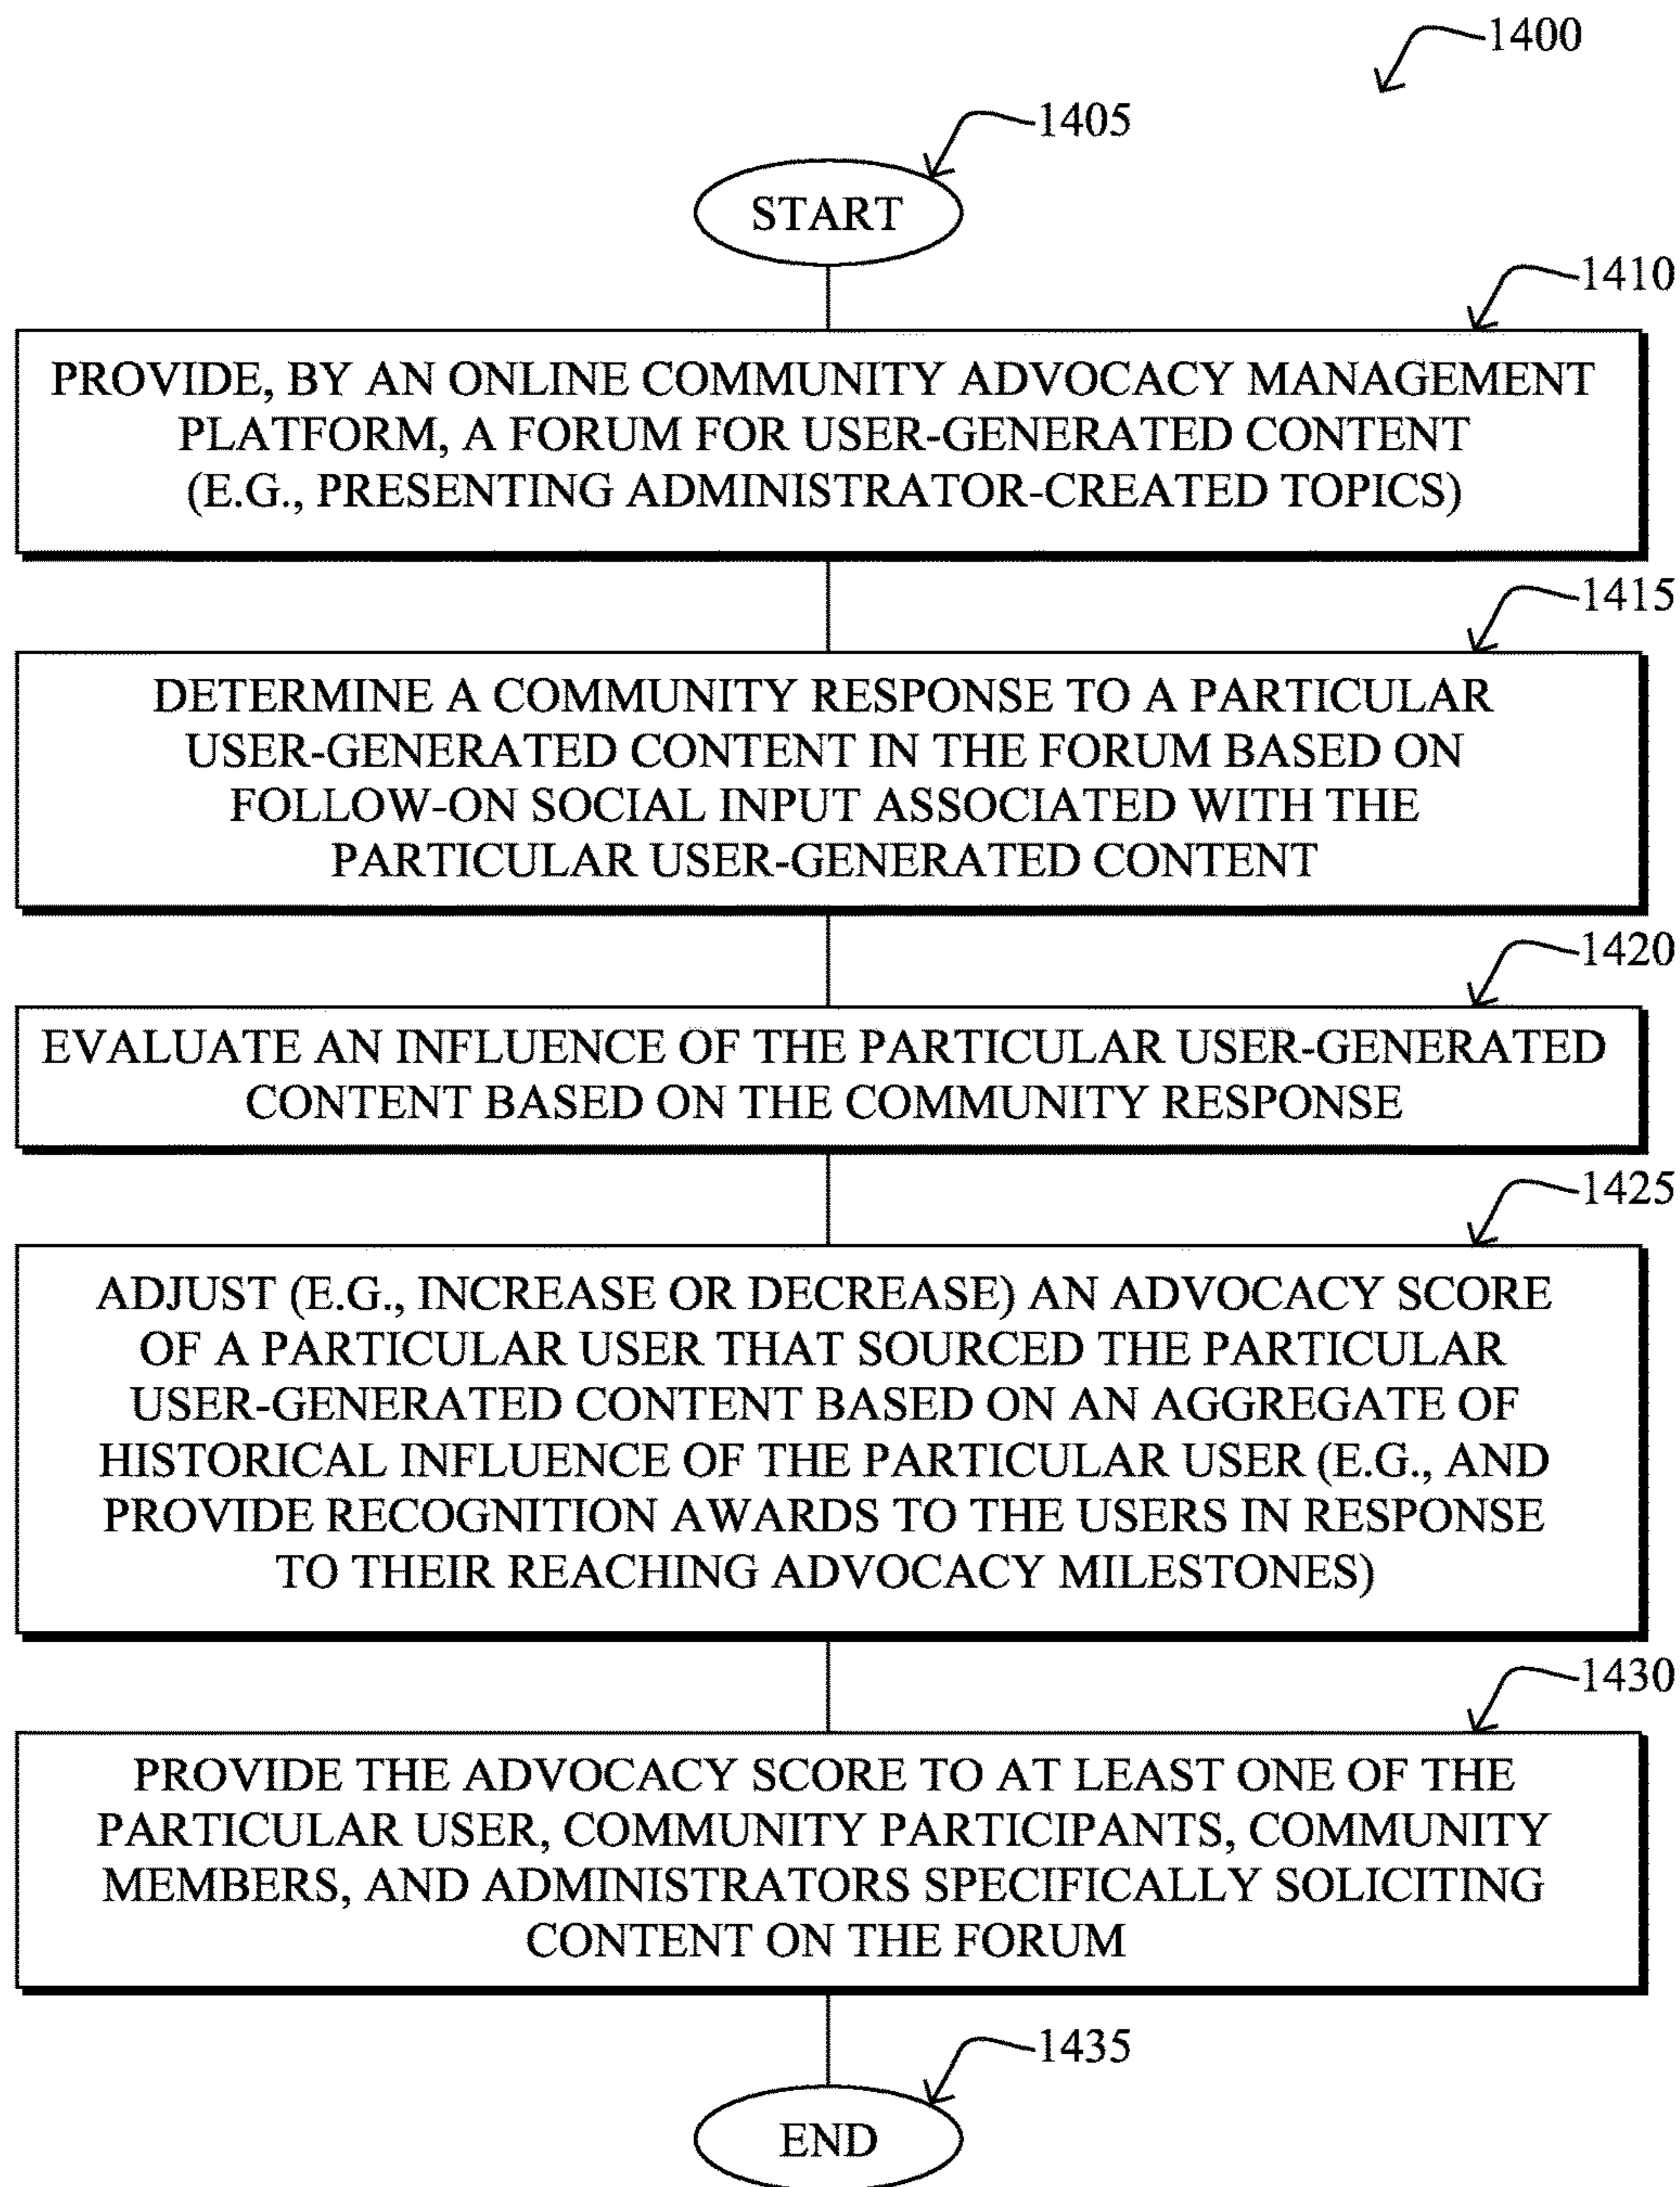 1400
1405
START
1410
PROVIDE, BY AN ONLINE COMMUNITY ADVOCACY MANAGEMENT
PLATFORM, A FORUM FOR USER-GENERATED CONTENT
(E.G., PRESENTING ADMINISTRATOR-CREATED TOPICS)
1415
DETERMINE A COMMUNITY RESPONSE TO A PARTICULAR
USER-GENERATED CONTENT IN THE FORUM BASED ON
FOLLOW-ON SOCIAL INPUT ASSOCIATED WITH THE
PARTICULAR USER-GENERATED CONTENT
1420
EVALUATE AN INFLUENCE OF THE PARTICULAR USER-GENERATED
CONTENT BASED ON THE COMMUNITY RESPONSE
1425
ADJUST (E.G., INCREASE OR DECREASE) AN ADVOCACY SCORE
OF A PARTICULAR USER THAT SOURCED THE PARTICULAR
USER-GENERATED CONTENT BASED ON AN AGGREGATE OF
HISTORICAL INFLUENCE OF THE PARTICULAR USER (E.G., AND
PROVIDE RECOGNITION AWARDS TO THE USERS IN RESPONSE
TO THEIR REACHING ADVOCACY MILESTONES)
1430
PROVIDE THE ADVOCACY SCORE TO AT LEAST ONE OF THE
PARTICULAR USER, COMMUNITY PARTICIPANTS, COMMUNITY
MEMBERS, AND ADMINISTRATORS SPECIFICALLY SOLICITING
CONTENT ON THE FORUM
1435
END